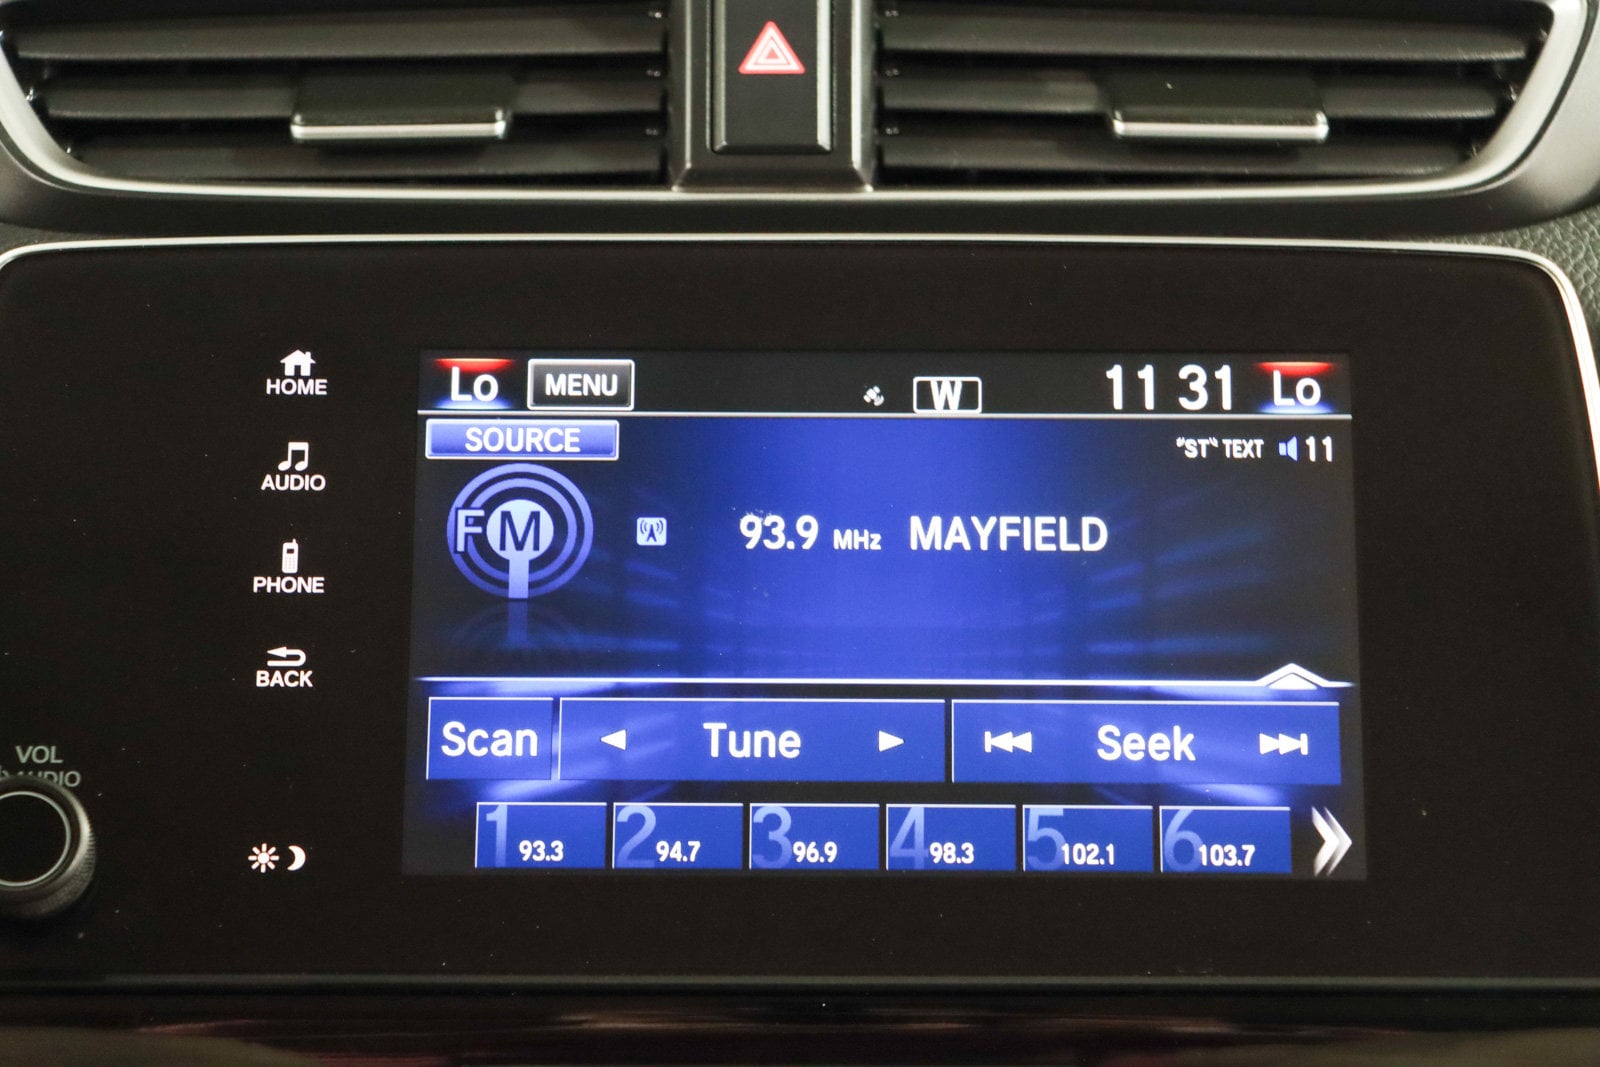 HOME
AUDIO
PHONE
BACK
VOL
AUDIO
Lo MENU W 11 31 Lo
SOURCE "ST" TEXT 11
FM 93.9 MHz MAYFIELD
Scan Tune Seek
1 93.3 2 94.7 3 96.9 4 98.3 5 102.1 6 103.7